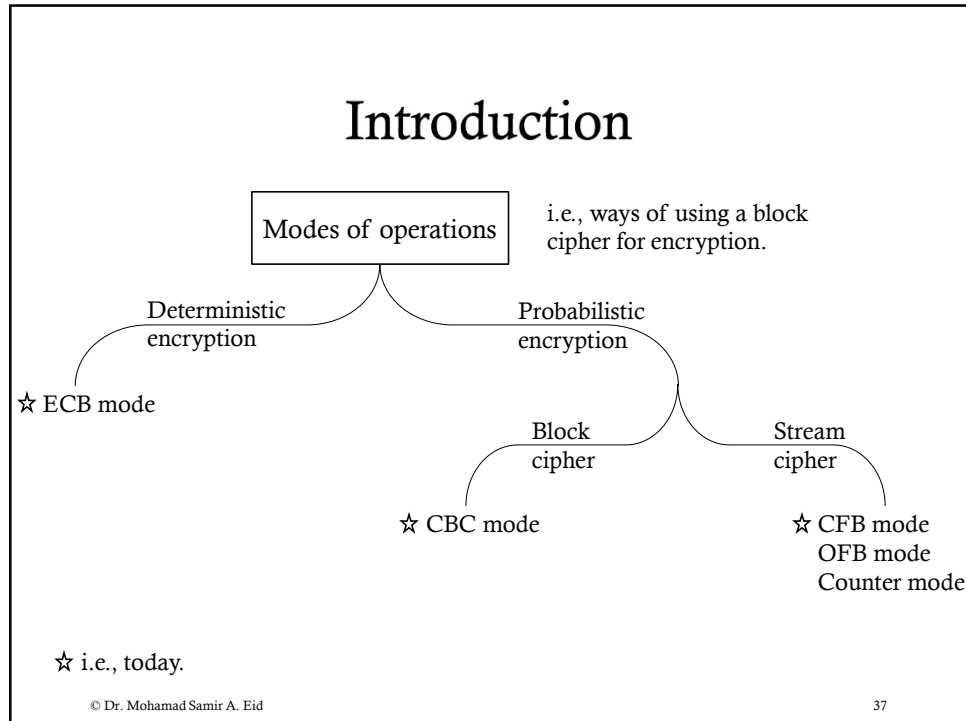 Introduction
Modes of operations
i.e., ways of using a block
cipher for encryption.
Deterministic
encryption
Probabilistic
encryption
☆ ECB mode
Block
cipher
Stream
cipher
☆ CBC mode
☆ CFB mode
OFB mode
Counter mode
☆ i.e., today.
© Dr. Mohamad Samir A. Eid
37